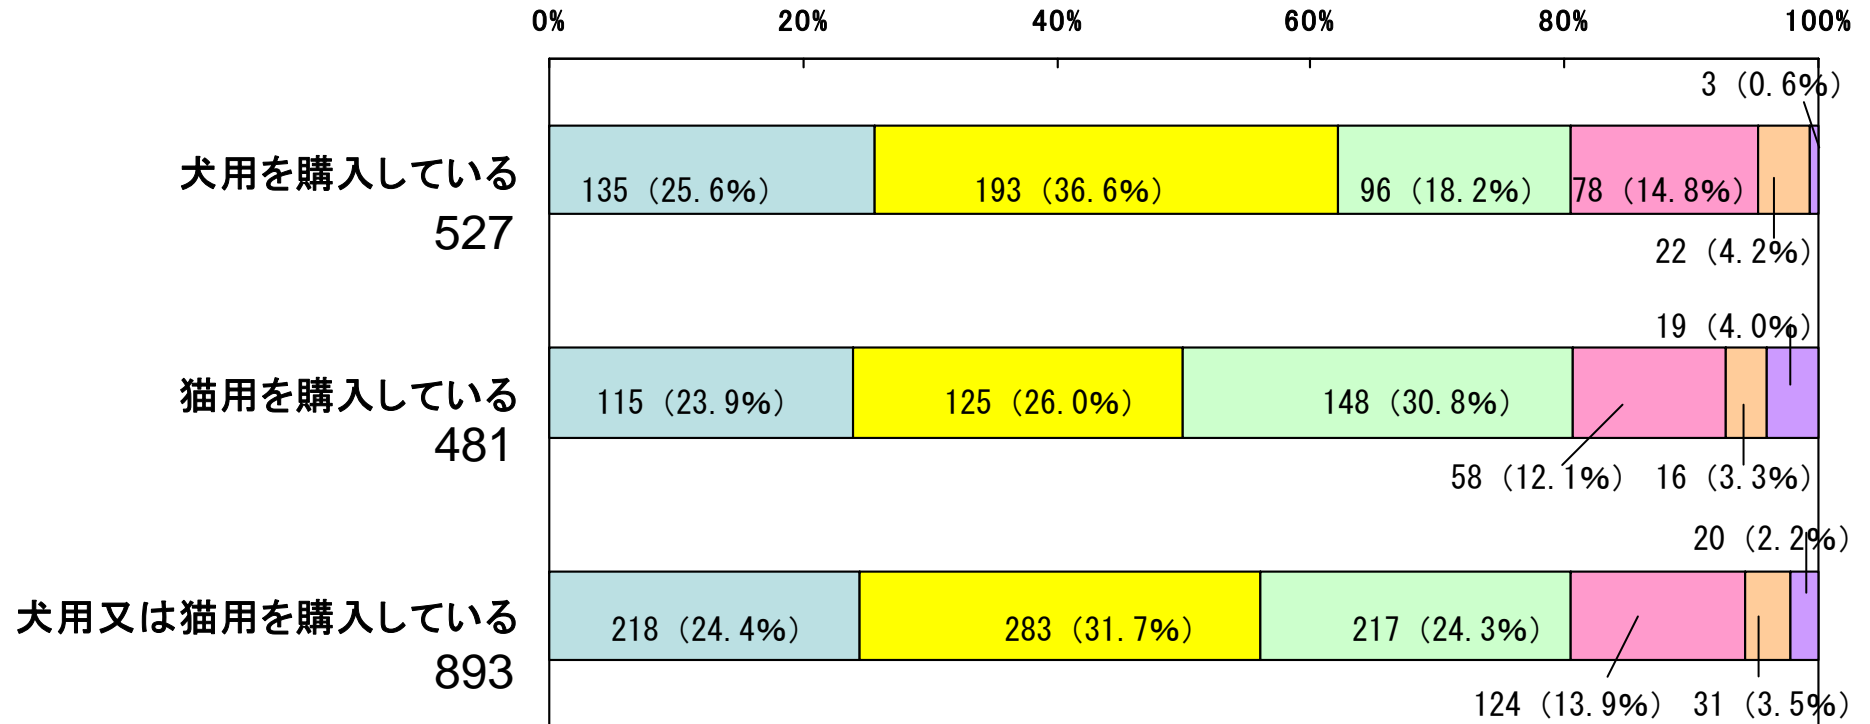 0% 20% 40% 60% 80% 100%
3 (0.6%)
犬用を購入している
135 (25.6%) 193 (36.6%) 96 (18.2%) 78 (14.8%)
527
22 (4.2%)
19 (4.0%)
猫用を購入している
115 (23.9%) 125 (26.0%) 148 (30.8%)
481
58 (12.1%) 16 (3.3%)
20 (2.2%)
犬用又は猫用を購入している
218 (24.4%) 283 (31.7%) 217 (24.3%)
893
124 (13.9%) 31 (3.5%)